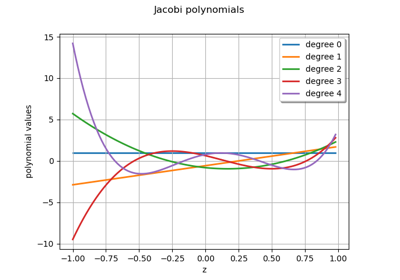 Jacobi polynomials
15
10
5
0
−5
−10
polynomial values
degree 0
degree 1
degree 2
degree 3
degree 4
−1.00 −0.75 −0.50 −0.25 0.00 0.25 0.50 0.75 1.00
z